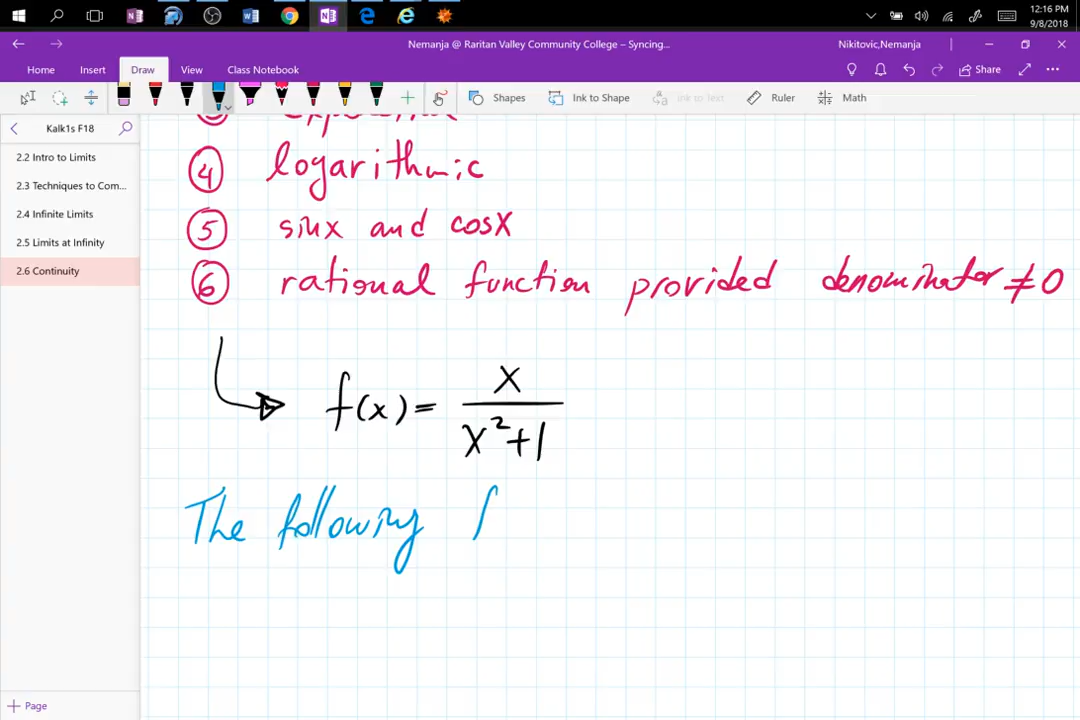 12:16 PM
9/8/2018
Nemanja @ Raritan Valley Community College – Syncing...
Nikitovic,Nemanja
Home Insert Draw View Class Notebook
Share
Shapes Ink to Shape Ink to Text Ruler Math
Kalk1s F18
2.2 Intro to Limits
2.3 Techniques to Com...
2.4 Infinite Limits
2.5 Limits at Infinity
2.6 Continuity
Page
④ logarithmic
⑤ sinx and cosx
⑥ rational function provided denominator ≠0
f(x) = x / x²+1
The following